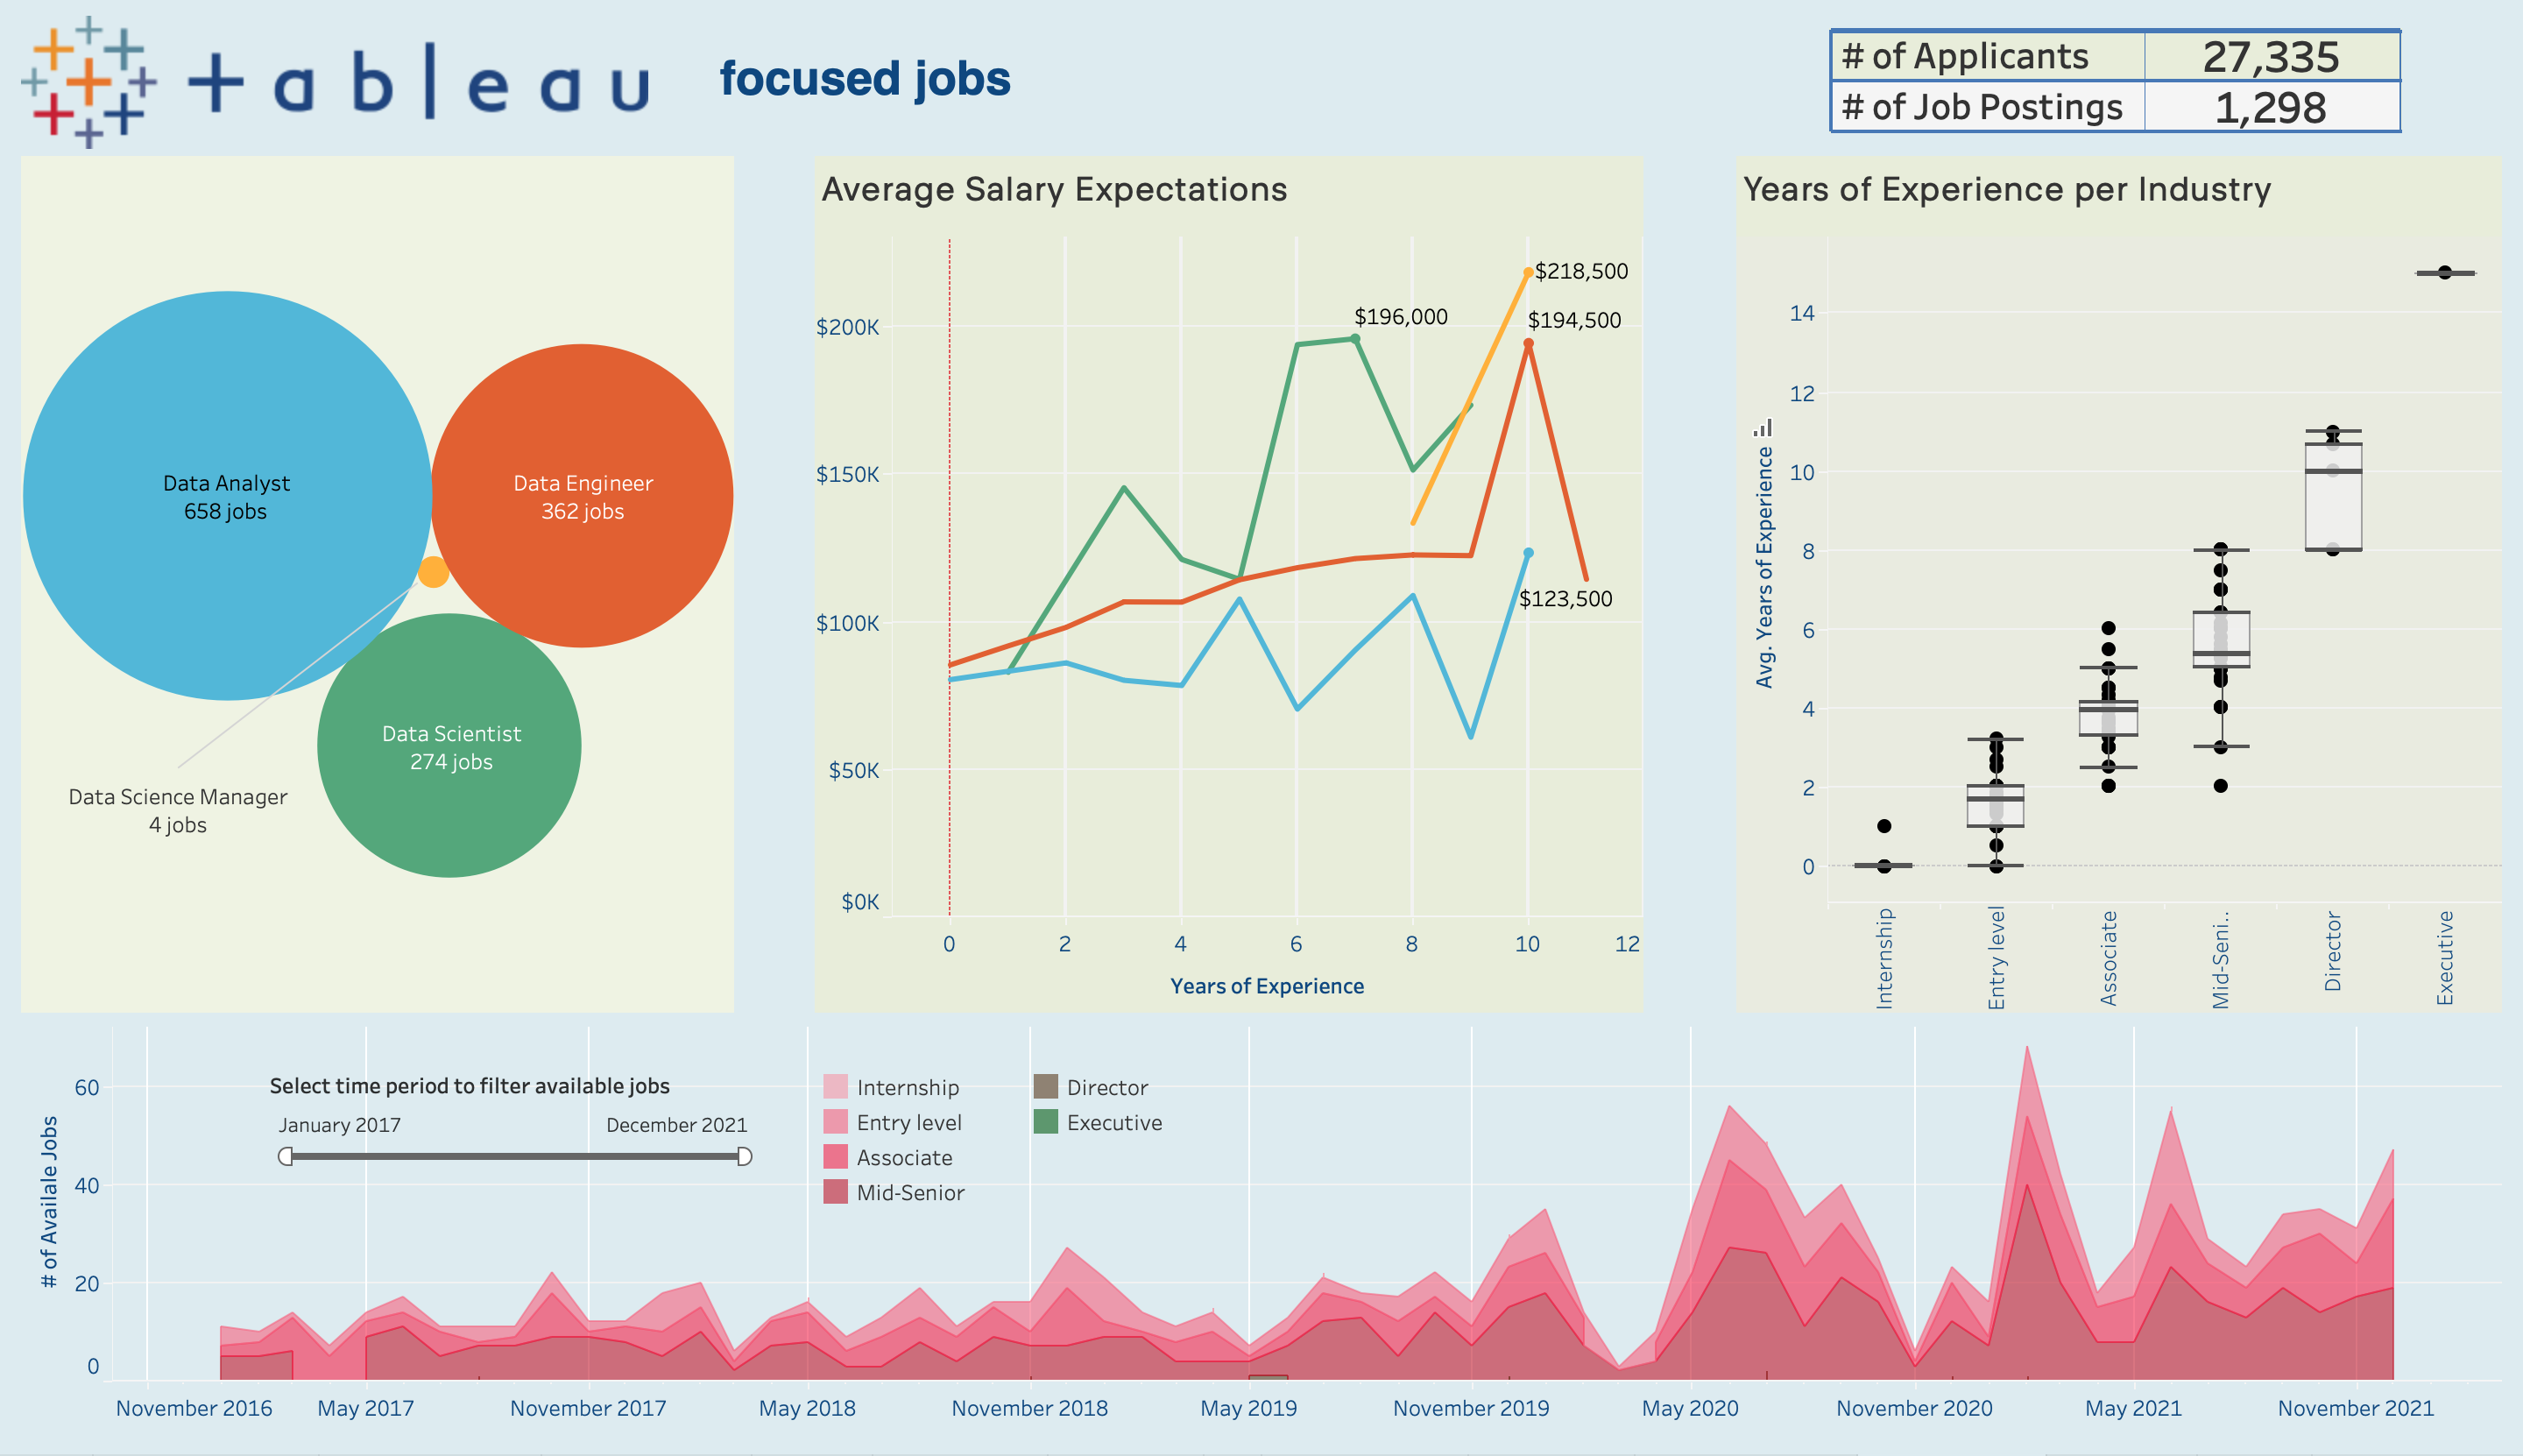 +ableau
focused jobs
# of Applicants 27,335
# of Job Postings 1,298
Data Analyst
658 jobs
Data Engineer
362 jobs
Data Scientist
274 jobs
Data Science Manager
4 jobs
Average Salary Expectations
$218,500
$196,000
$194,500
$123,500
$200K
$150K
$100K
$50K
$0K
0 2 4 6 8 10 12
Years of Experience
Years of Experience per Industry
Avg. Years of Experience
14
12
10
8
6
4
2
0
Internship
Entry level
Associate
Mid-Seni..
Director
Executive
# of Availale Jobs
60
40
20
0
Select time period to filter available jobs
January 2017 December 2021
Internship
Entry level
Associate
Mid-Senior
Director
Executive
November 2016 May 2017 November 2017 May 2018 November 2018 May 2019 November 2019 May 2020 November 2020 May 2021 November 2021